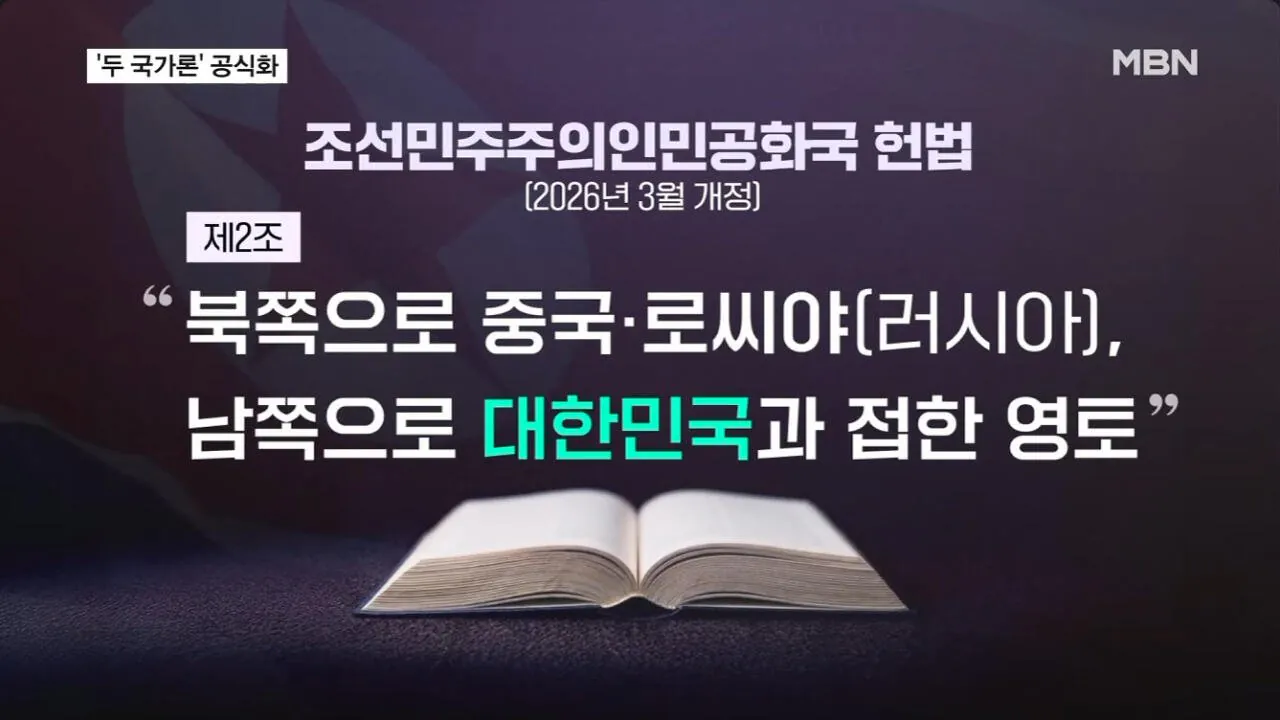 '두 국가론' 공식화
MBN
조선민주주의인민공화국 헌법
(2026년 3월 개정)
제2조
“북쪽으로 중국·로씨야(러시아),
남쪽으로 대한민국과 접한 영토”